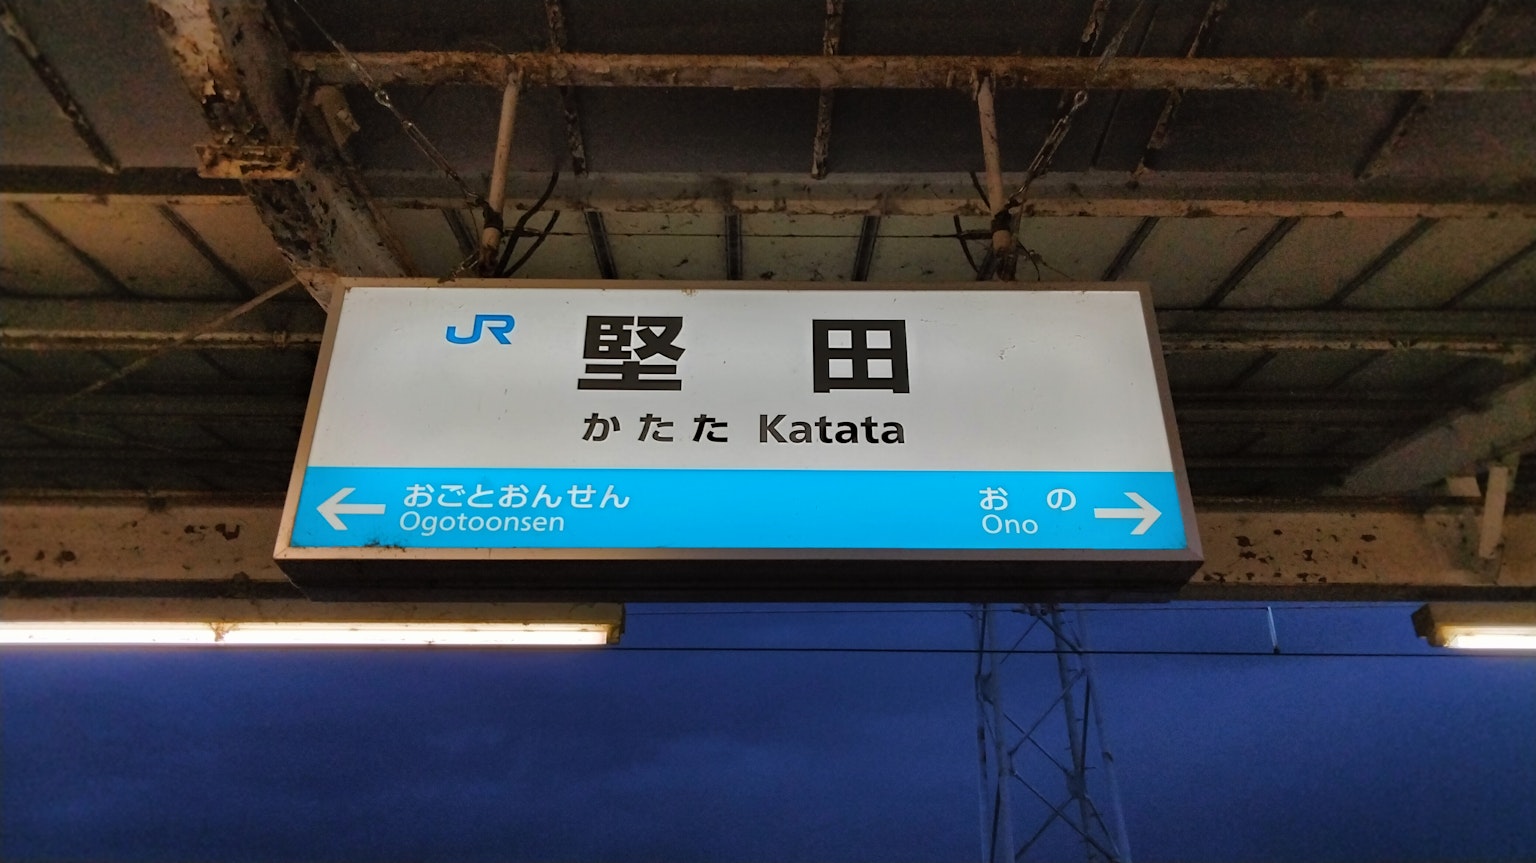 JR 堅田
かたた Katata
← おごとおんせん
Ogotoonsen
おの →
Ono